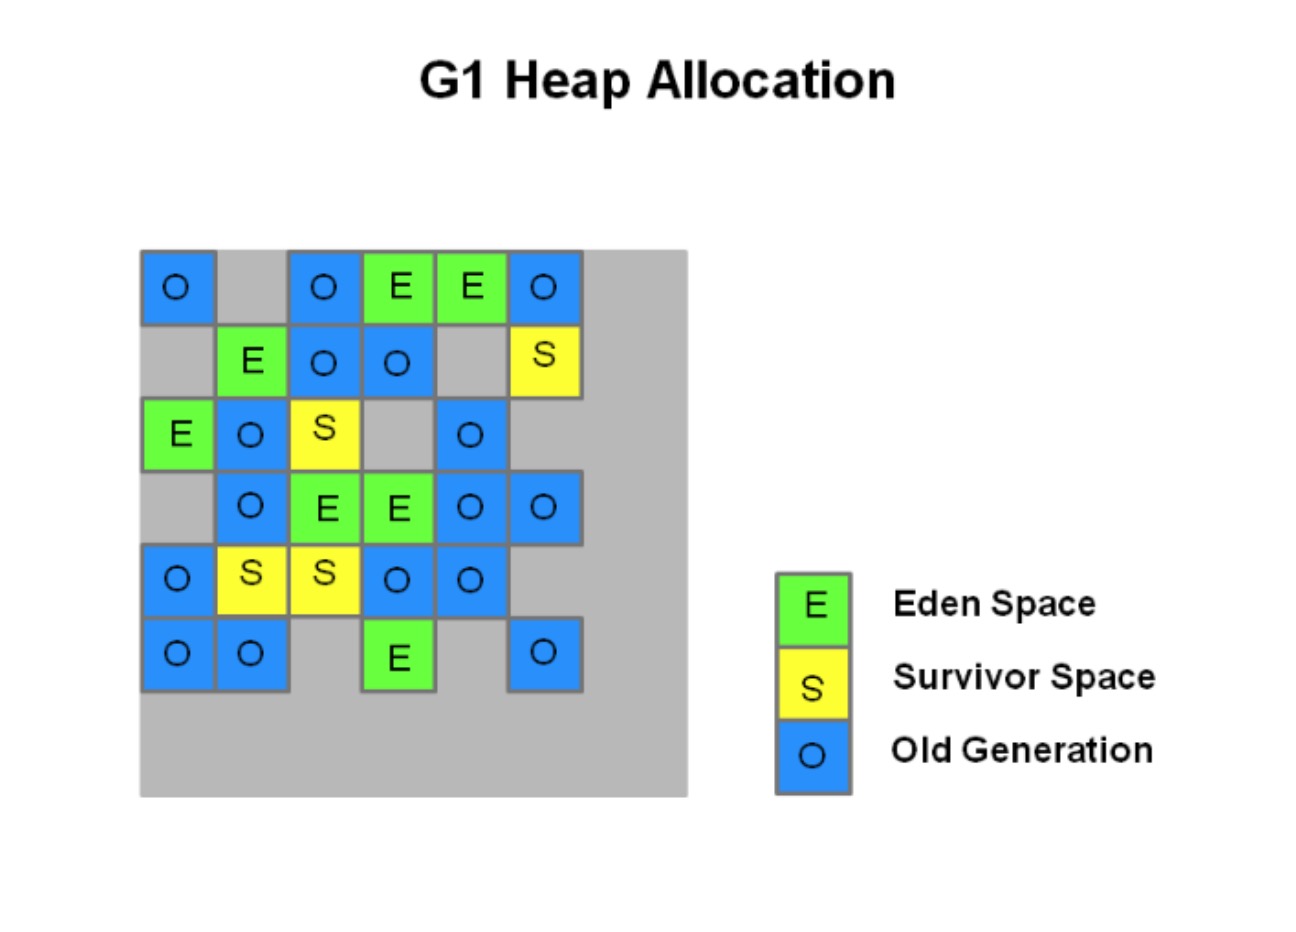 G1 Heap Allocation
O O E E O
E O O S
E O S O
O E E O O
O S S O O
O O E O
E Eden Space
S Survivor Space
O Old Generation